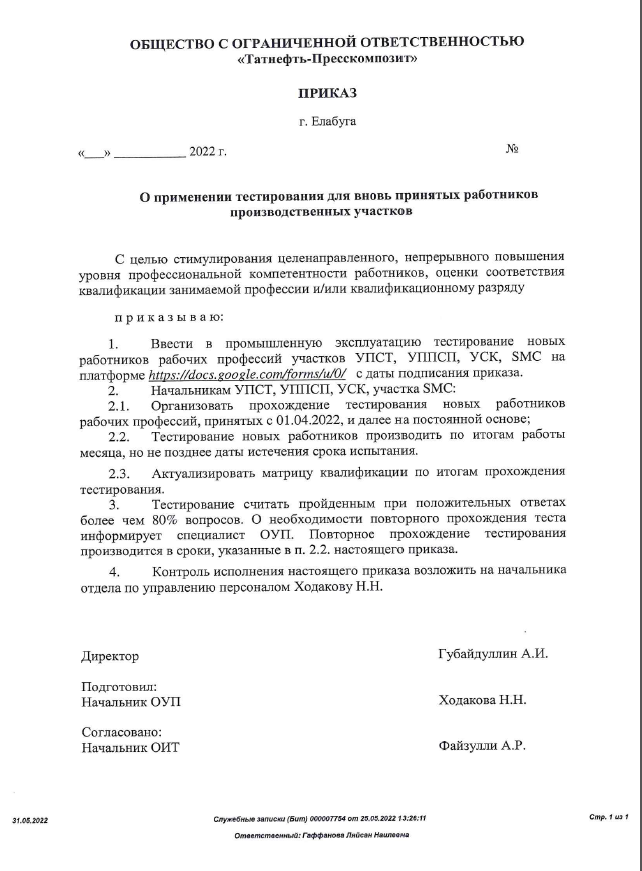 ОБЩЕСТВО С ОГРАНИЧЕННОЙ ОТВЕТСТВЕННОСТЬЮ
«Татнефть-Пресскомпозит»
ПРИКАЗ
г. Елабуга
«___» ___________ 2022 г. №
О применении тестирования для вновь принятых работников
производственных участков
С целью стимулирования целенаправленного, непрерывного повышения
уровня профессиональной компетентности работников, оценки соответствия
квалификации занимаемой профессии и/или квалификационному разряду
п р и к а з ы в а ю:
1. Ввести в промышленную эксплуатацию тестирование новых
работников рабочих профессий участков УПСТ, УППСП, УСК, SMC на
платформе https://docs.google.com/forms/u/0/ с даты подписания приказа.
2. Начальникам УПСТ, УППСП, УСК, участка SMC:
2.1. Организовать прохождение тестирования новых работников
рабочих профессий, принятых с 01.04.2022, и далее на постоянной основе;
2.2. Тестирование новых работников производить по итогам работы
месяца, но не позднее даты истечения срока испытания.
2.3. Актуализировать матрицу квалификации по итогам прохождения
тестирования.
3. Тестирование считать пройденным при положительных ответах
более чем 80% вопросов. О необходимости повторного прохождения теста
информирует специалист ОУП. Повторное прохождение тестирования
производится в сроки, указанные в п. 2.2. настоящего приказа.
4. Контроль исполнения настоящего приказа возложить на начальника
отдела по управлению персоналом Ходакову Н.Н.
Директор Губайдуллин А.И.
Подготовил:
Начальник ОУП Ходакова Н.Н.
Согласовано:
Начальник ОИТ Файзулли А.Р.
31.05.2022 Служебные записки (Бит) 000007754 от 25.05.2022 13:26:11 Стр. 1 из 1
Ответственный: Гаффанова Ляйсан Наилевна